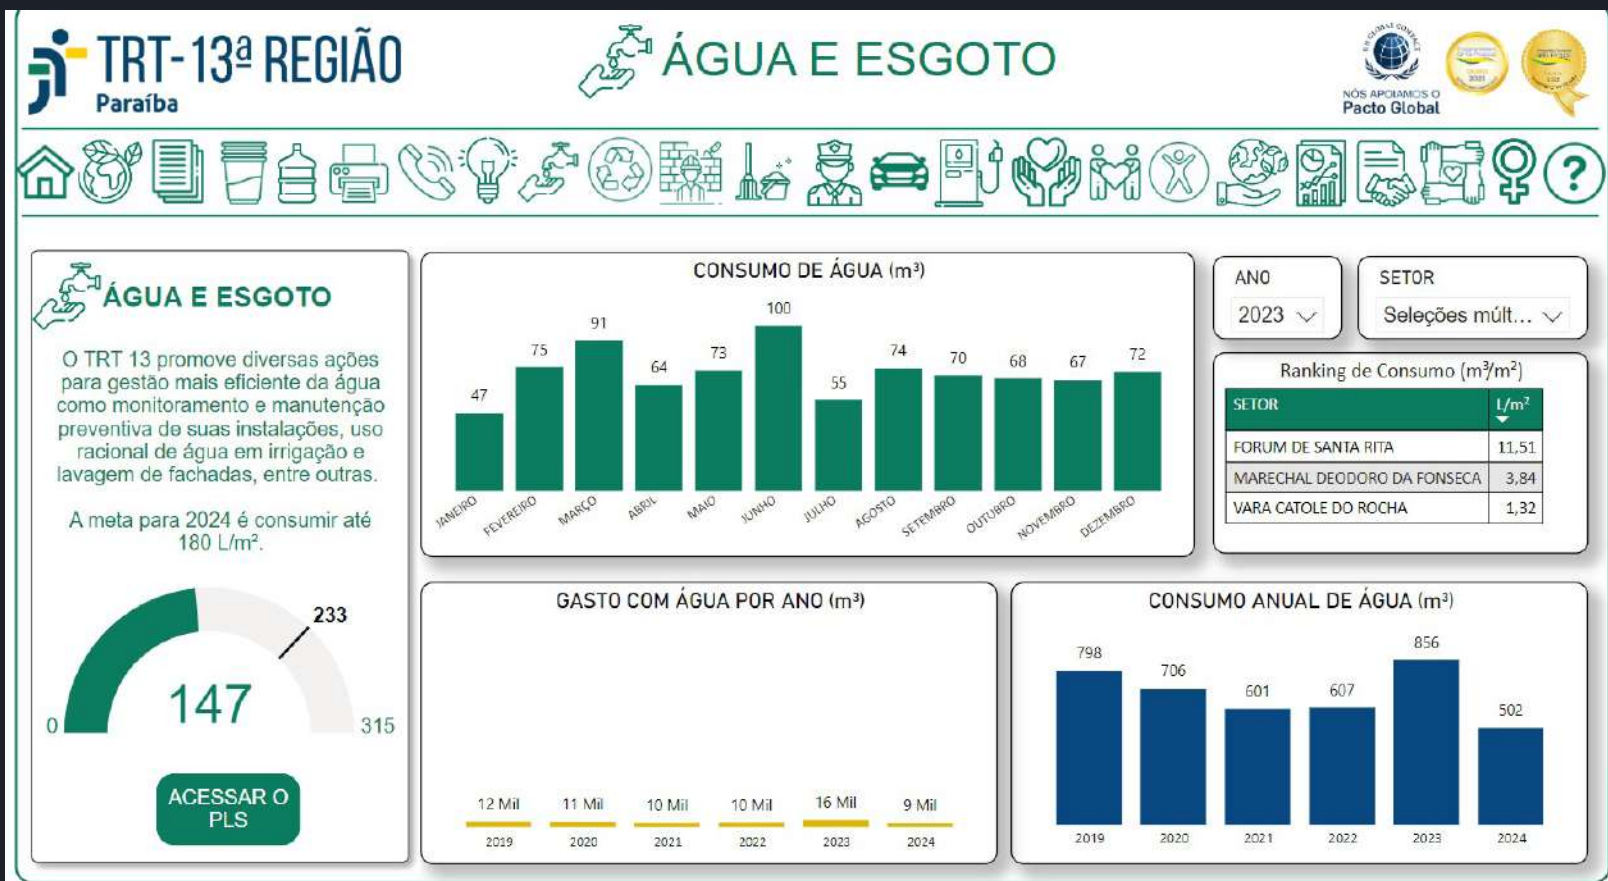 TRT-13ª REGIÃO
Paraíba
ÁGUA E ESGOTO
NÓS APOIAMOS O
Pacto Global
ÁGUA E ESGOTO
O TRT 13 promove diversas ações
para gestão mais eficiente da água
como monitoramento e manutenção
preventiva de suas instalações, uso
racional de água em irrigação e
lavagem de fachadas, entre outras.
A meta para 2024 é consumir até
180 L/m².
233
147
0
315
ACESSAR O
PLS
CONSUMO DE ÁGUA (m³)
47
75
91
64
73
100
55
74
70
68
67
72
JANEIRO
FEVEREIRO
MARÇO
ABRIL
MAIO
JUNHO
JULHO
AGOSTO
SETEMBRO
OUTUBRO
NOVEMBRO
DEZEMBRO
ANO
2023
SETOR
Seleções múlt...
Ranking de Consumo (m³/m²)
SETOR L/m²
FORUM DE SANTA RITA 11,51
MARECHAL DEODORO DA FONSECA 3,84
VARA CATOLE DO ROCHA 1,32
GASTO COM ÁGUA POR ANO (m³)
12 Mil
11 Mil
10 Mil
10 Mil
16 Mil
9 Mil
2019
2020
2021
2022
2023
2024
CONSUMO ANUAL DE ÁGUA (m³)
798
706
601
607
856
502
2019
2020
2021
2022
2023
2024